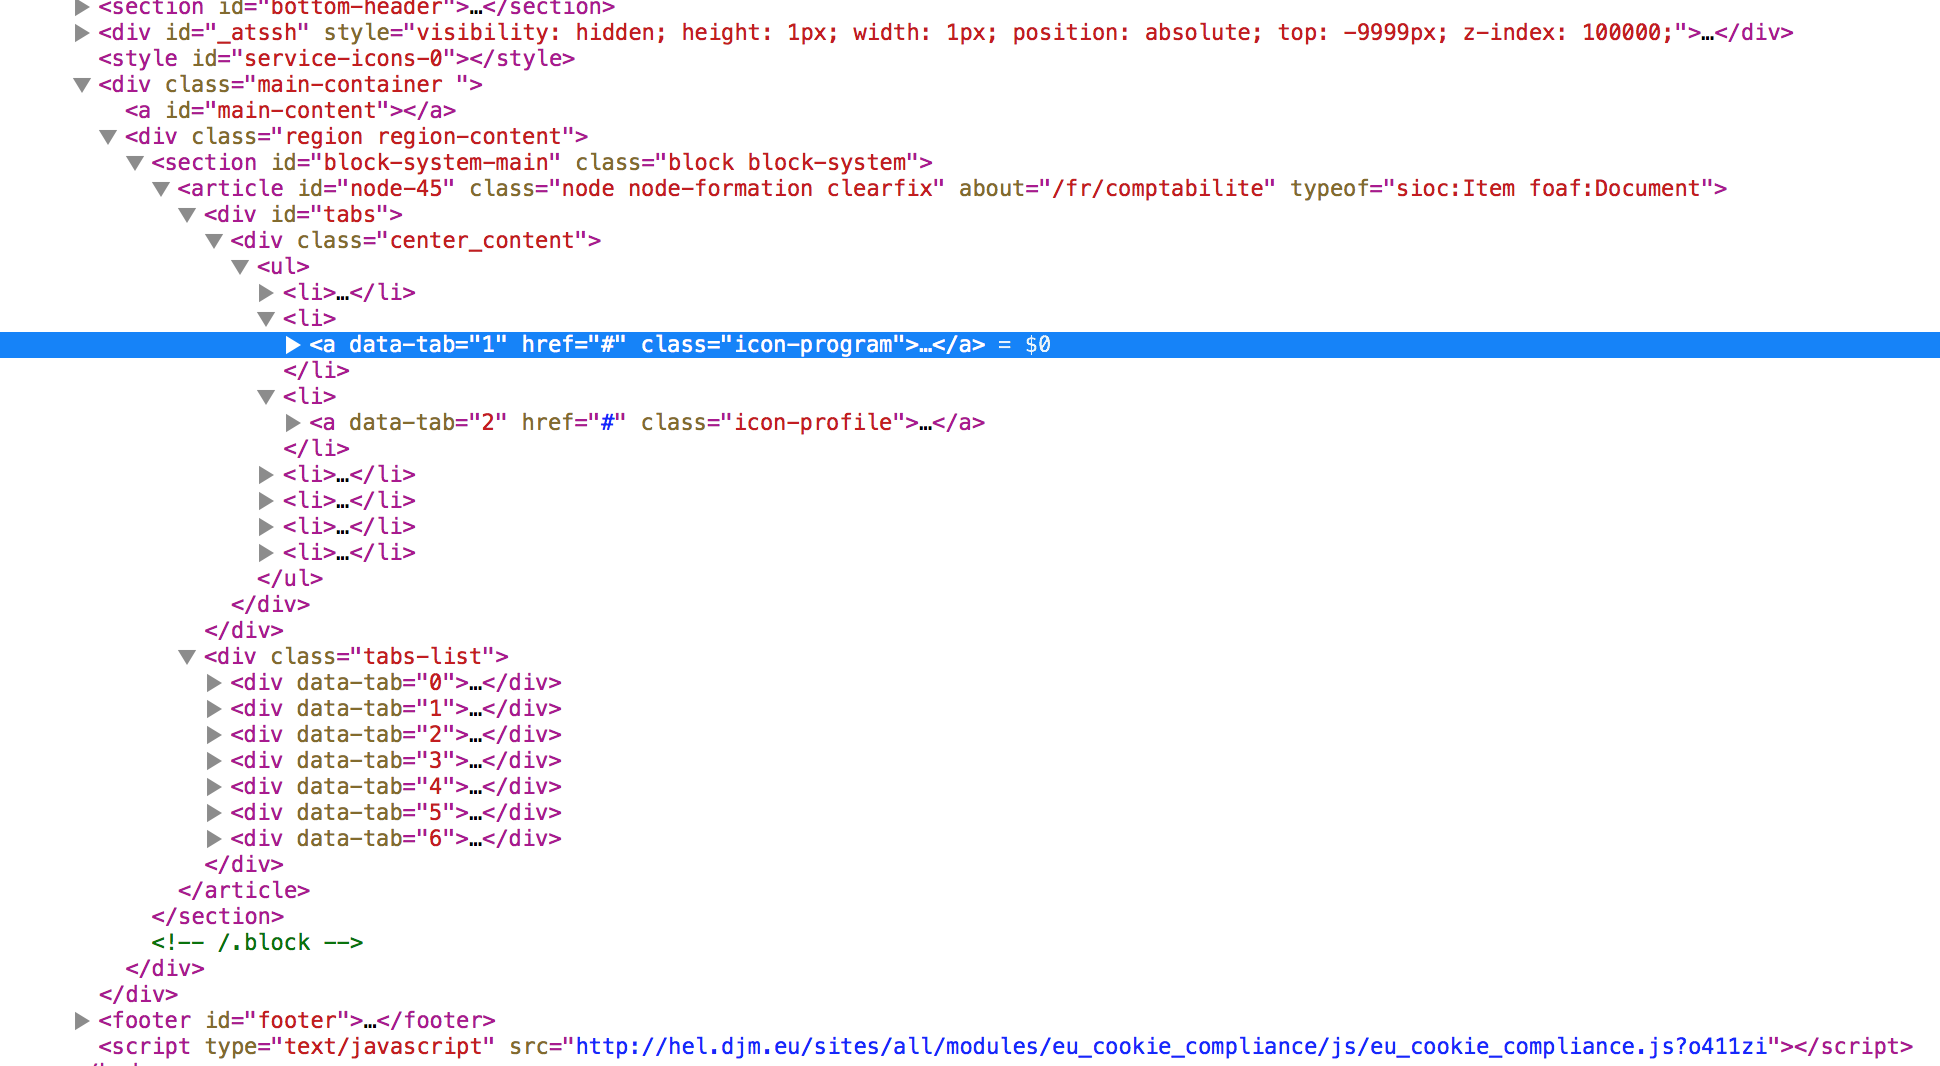 <section id="bottom-header">…</section>
<div id="_atssh" style="visibility: hidden; height: 1px; width: 1px; position: absolute; top: -9999px; z-index: 100000;">…</div>
<style id="service-icons-0"></style>
<div class="main-container ">
<a id="main-content"></a>
<div class="region region-content">
<section id="block-system-main" class="block block-system">
<article id="node-45" class="node node-formation clearfix" about="/fr/comptabilite" typeof="sioc:Item foaf:Document">
<div id="tabs">
<div class="center_content">
<ul>
<li>…</li>
<li>
<a data-tab="1" href="#" class="icon-program">…</a> = $0
</li>
<li>
<a data-tab="2" href="#" class="icon-profile">…</a>
</li>
<li>…</li>
<li>…</li>
<li>…</li>
<li>…</li>
</ul>
</div>
</div>
<div class="tabs-list">
<div data-tab="0">…</div>
<div data-tab="1">…</div>
<div data-tab="2">…</div>
<div data-tab="3">…</div>
<div data-tab="4">…</div>
<div data-tab="5">…</div>
<div data-tab="6">…</div>
</div>
</article>
</section>
<!-- /.block -->
</div>
</div>
<footer id="footer">…</footer>
<script type="text/javascript" src="http://hel.djm.eu/sites/all/modules/eu_cookie_compliance/js/eu_cookie_compliance.js?o411zi"></script>